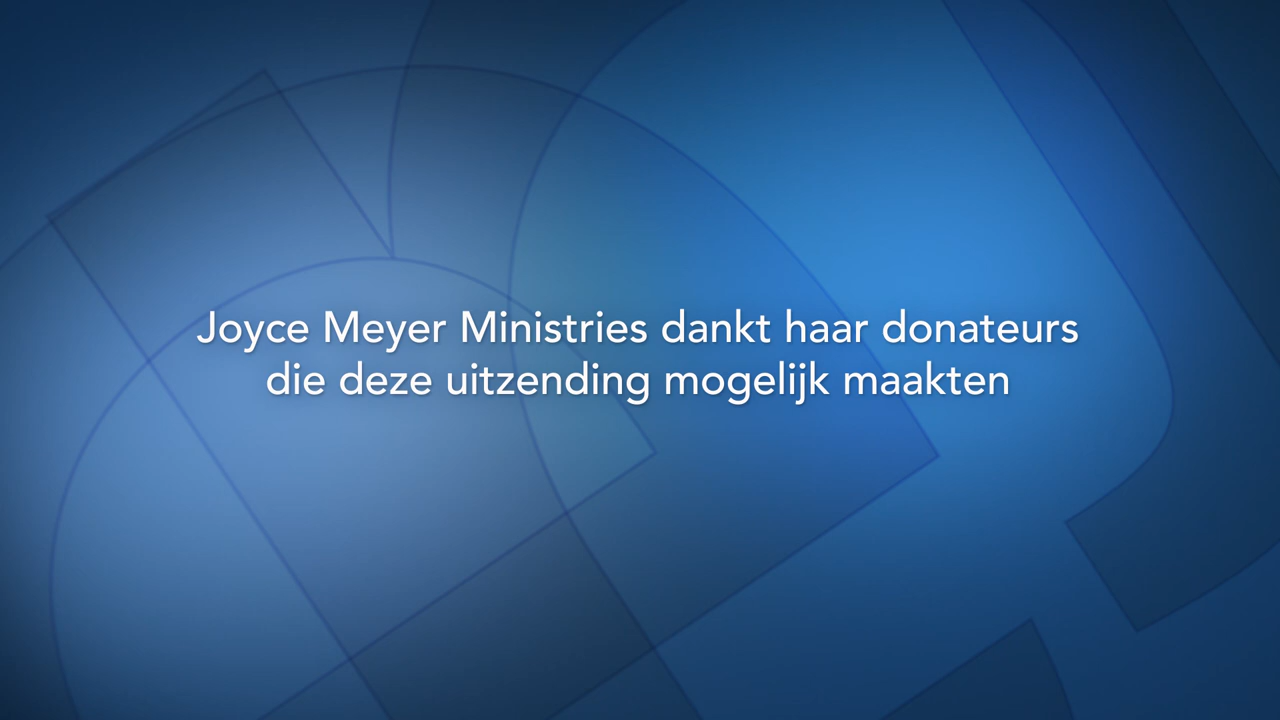 Joyce Meyer Ministries dankt haar donateurs
die deze uitzending mogelijk maakten